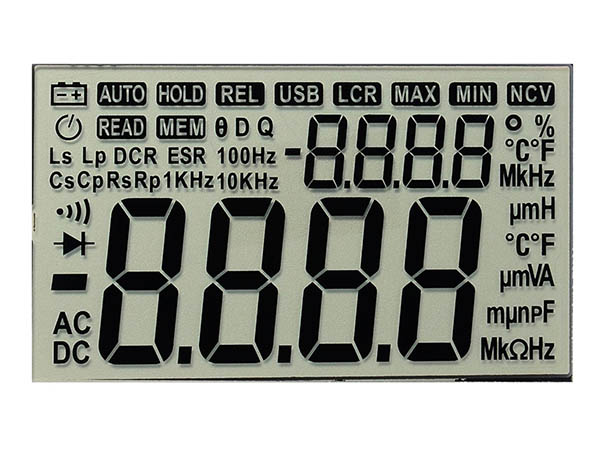 - + AUTO HOLD REL USB LCR MAX MIN NCV
READ MEM θ D Q
-8.8.8.8 ° %
°C°F
Ls Lp DCR ESR 100Hz
MkHz
CsCpRsRp1KHz10KHz
-8.8.8.8
µmH
°C°F
µmVA
AC
mµnpF
DC
MkΩHz